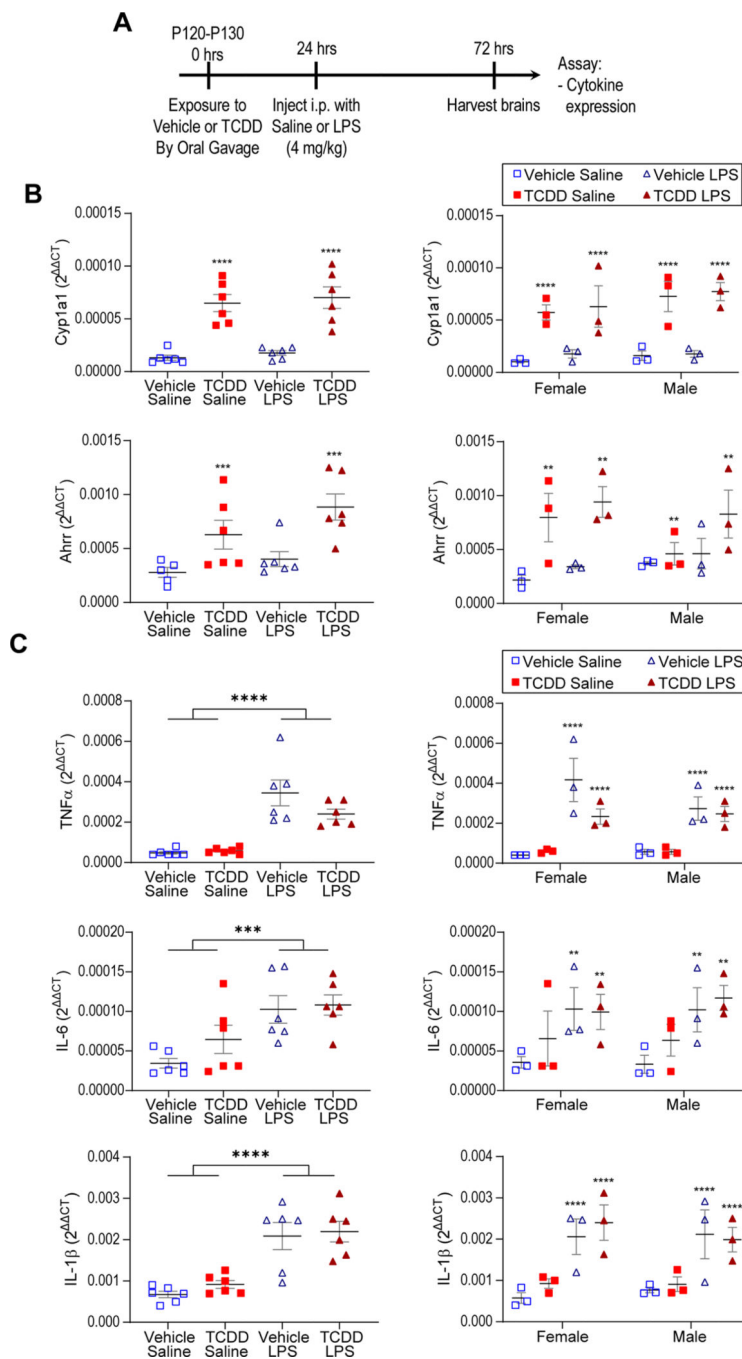 A
P120-P130
0 hrs
24 hrs
72 hrs
Exposure to
Vehicle or TCDD
By Oral Gavage
Inject i.p. with
Saline or LPS
(4 mg/kg)
Harvest brains
Assay:
- Cytokine
expression
B
Vehicle Saline
Vehicle LPS
TCDD Saline
TCDD LPS
Cyp1a1 (2^ΔΔCT)
0.00015
0.00010
0.00005
0.00000
****
****
Vehicle
Saline
TCDD
Saline
Vehicle
LPS
TCDD
LPS
Cyp1a1 (2^ΔΔCT)
0.00015
0.00010
0.00005
0.00000
****
****
****
****
Female
Male
Ahrr (2^ΔΔCT)
0.0015
0.0010
0.0005
0.0000
***
***
Vehicle
Saline
TCDD
Saline
Vehicle
LPS
TCDD
LPS
Ahrr (2^ΔΔCT)
0.0015
0.0010
0.0005
0.0000
**
**
**
**
Female
Male
C
Vehicle Saline
Vehicle LPS
TCDD Saline
TCDD LPS
TNFα (2^ΔΔCT)
0.0008
0.0006
0.0004
0.0002
0.0000
****
Vehicle
Saline
TCDD
Saline
Vehicle
LPS
TCDD
LPS
TNFα (2^ΔΔCT)
0.0008
0.0006
0.0004
0.0002
0.0000
****
****
****
****
Female
Male
IL-6 (2^ΔΔCT)
0.00020
0.00015
0.00010
0.00005
0.00000
***
Vehicle
Saline
TCDD
Saline
Vehicle
LPS
TCDD
LPS
IL-6 (2^ΔΔCT)
0.00020
0.00015
0.00010
0.00005
0.00000
**
**
**
**
Female
Male
IL-1β (2^ΔΔCT)
0.004
0.003
0.002
0.001
0.000
****
Vehicle
Saline
TCDD
Saline
Vehicle
LPS
TCDD
LPS
IL-1β (2^ΔΔCT)
0.004
0.003
0.002
0.001
0.000
****
****
****
****
Female
Male